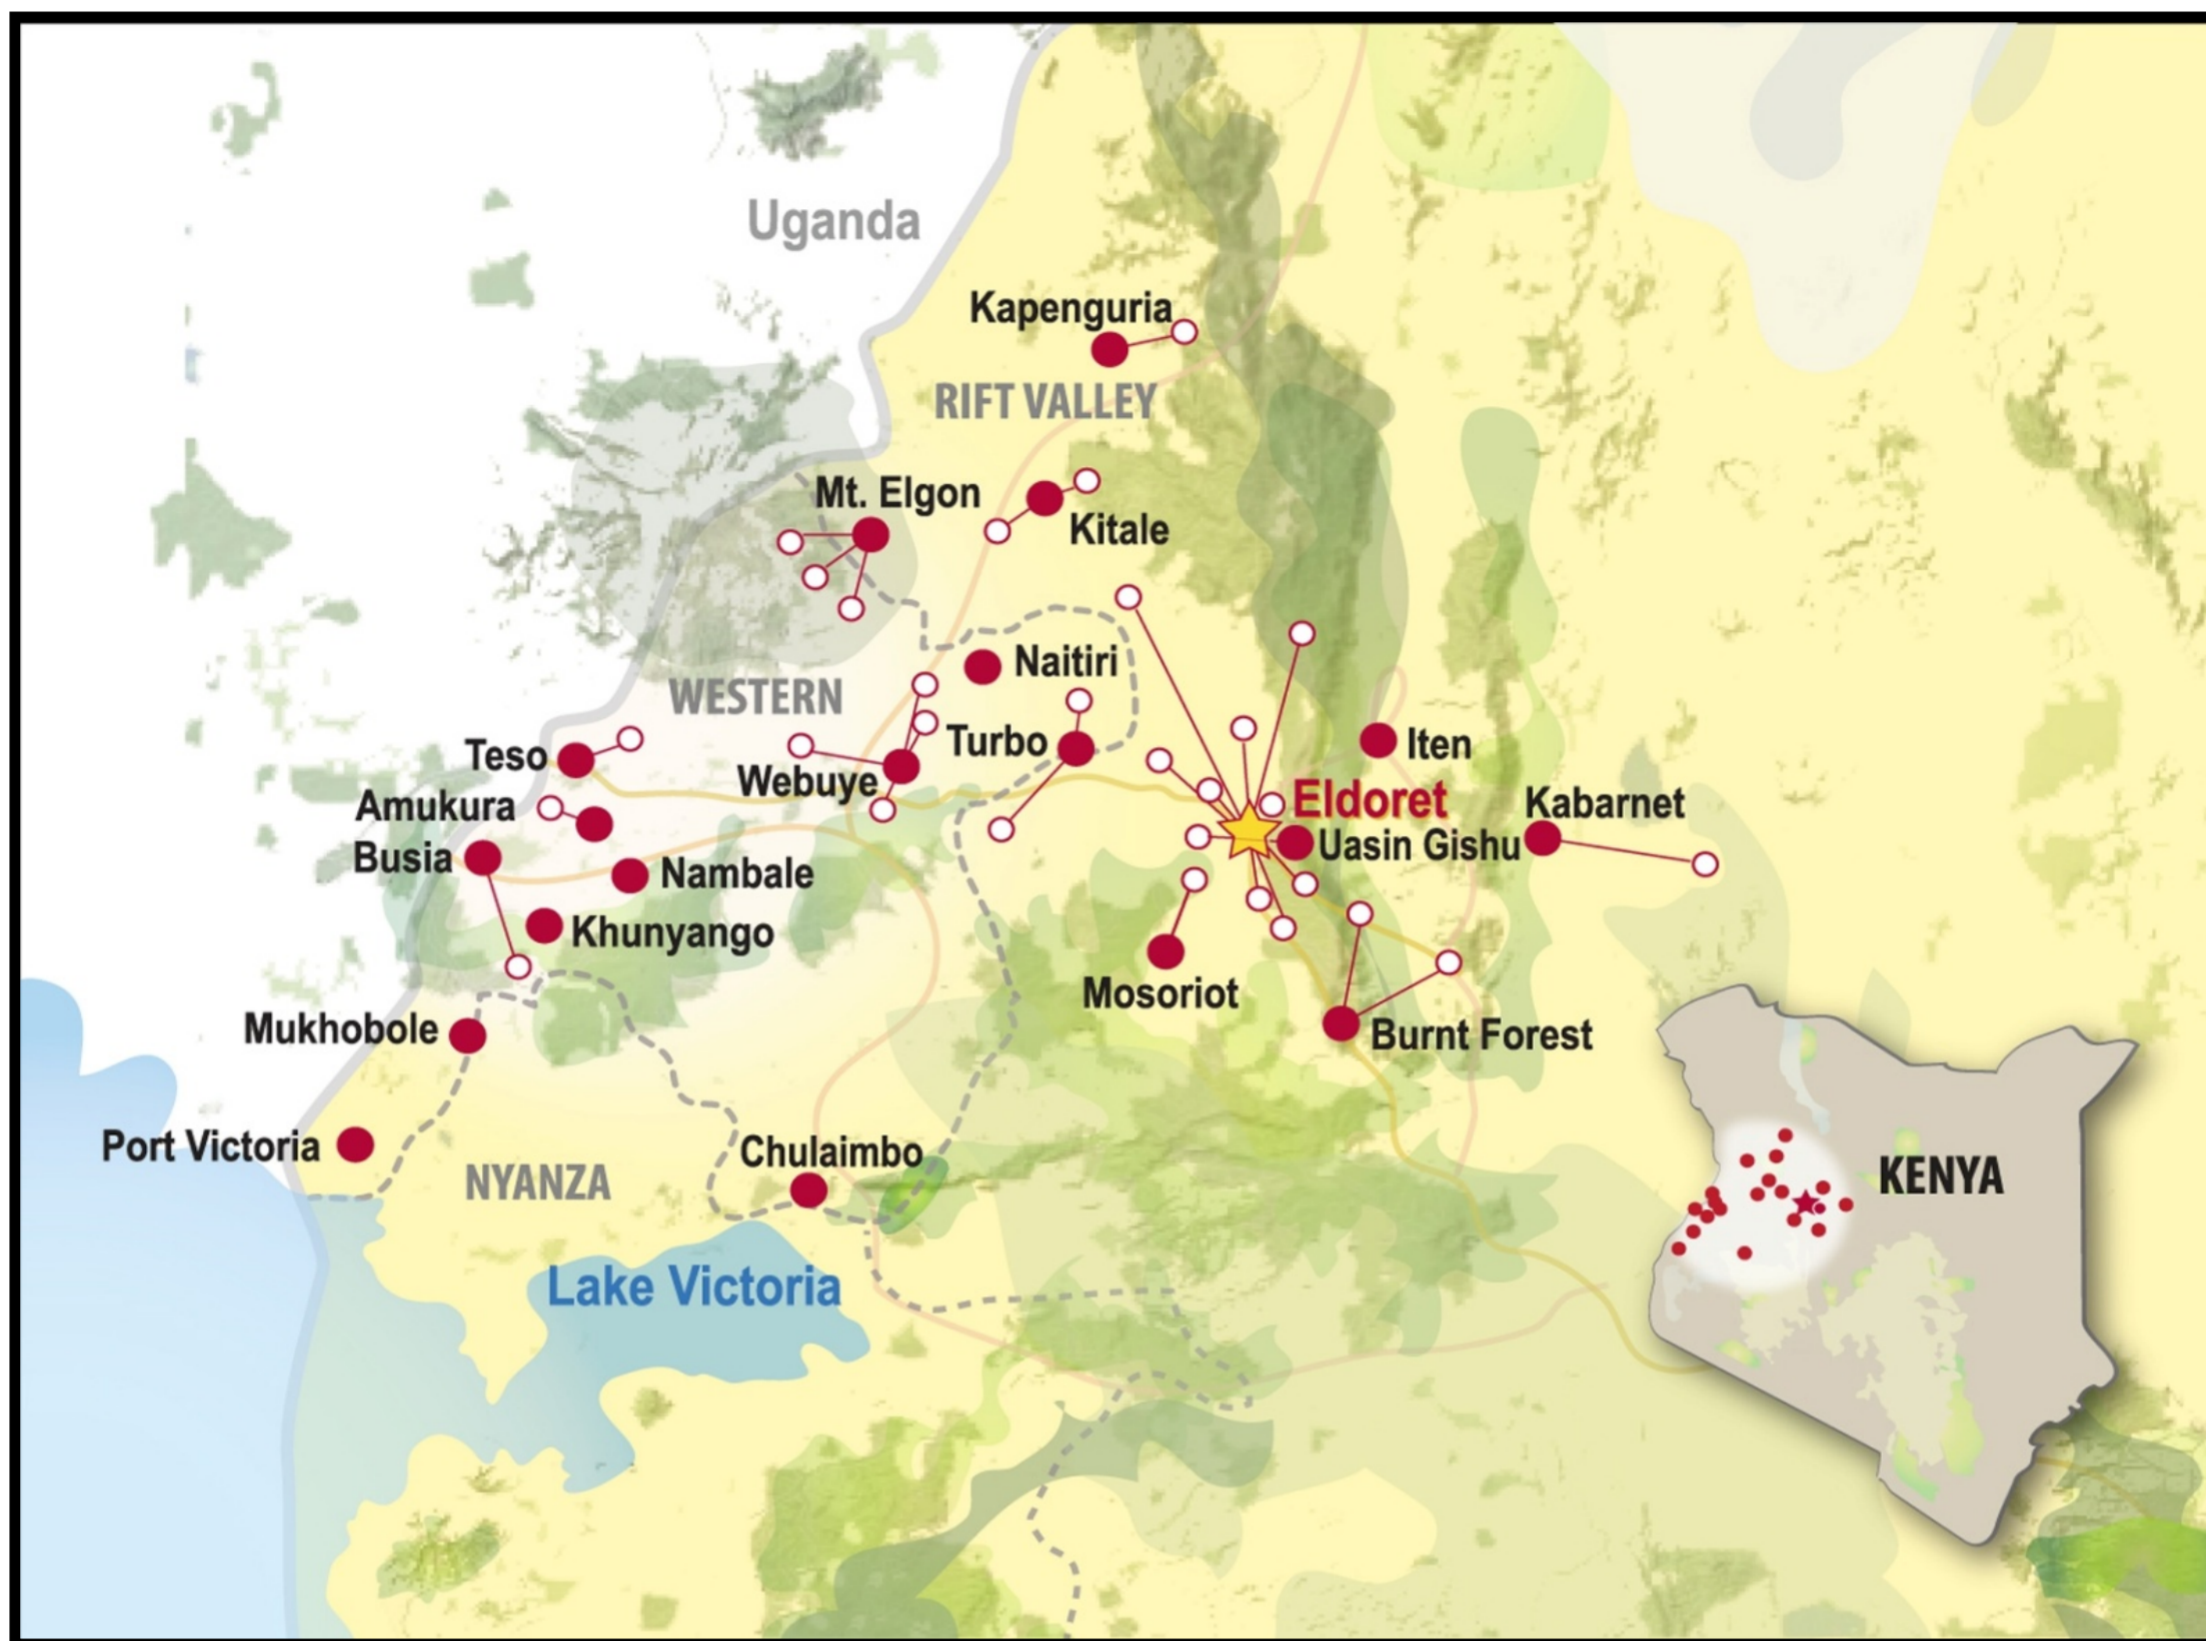 Uganda
Kapenguria
RIFT VALLEY
Mt. Elgon
Kitale
Naitiri
WESTERN
Turbo
Iten
Teso
Webuye
Eldoret
Kabarnet
Amukura
Uasin Gishu
Busia
Nambale
Khunyango
Mosoriot
Mukhobole
Burnt Forest
Port Victoria
Chulaimbo
NYANZA
KENYA
Lake Victoria